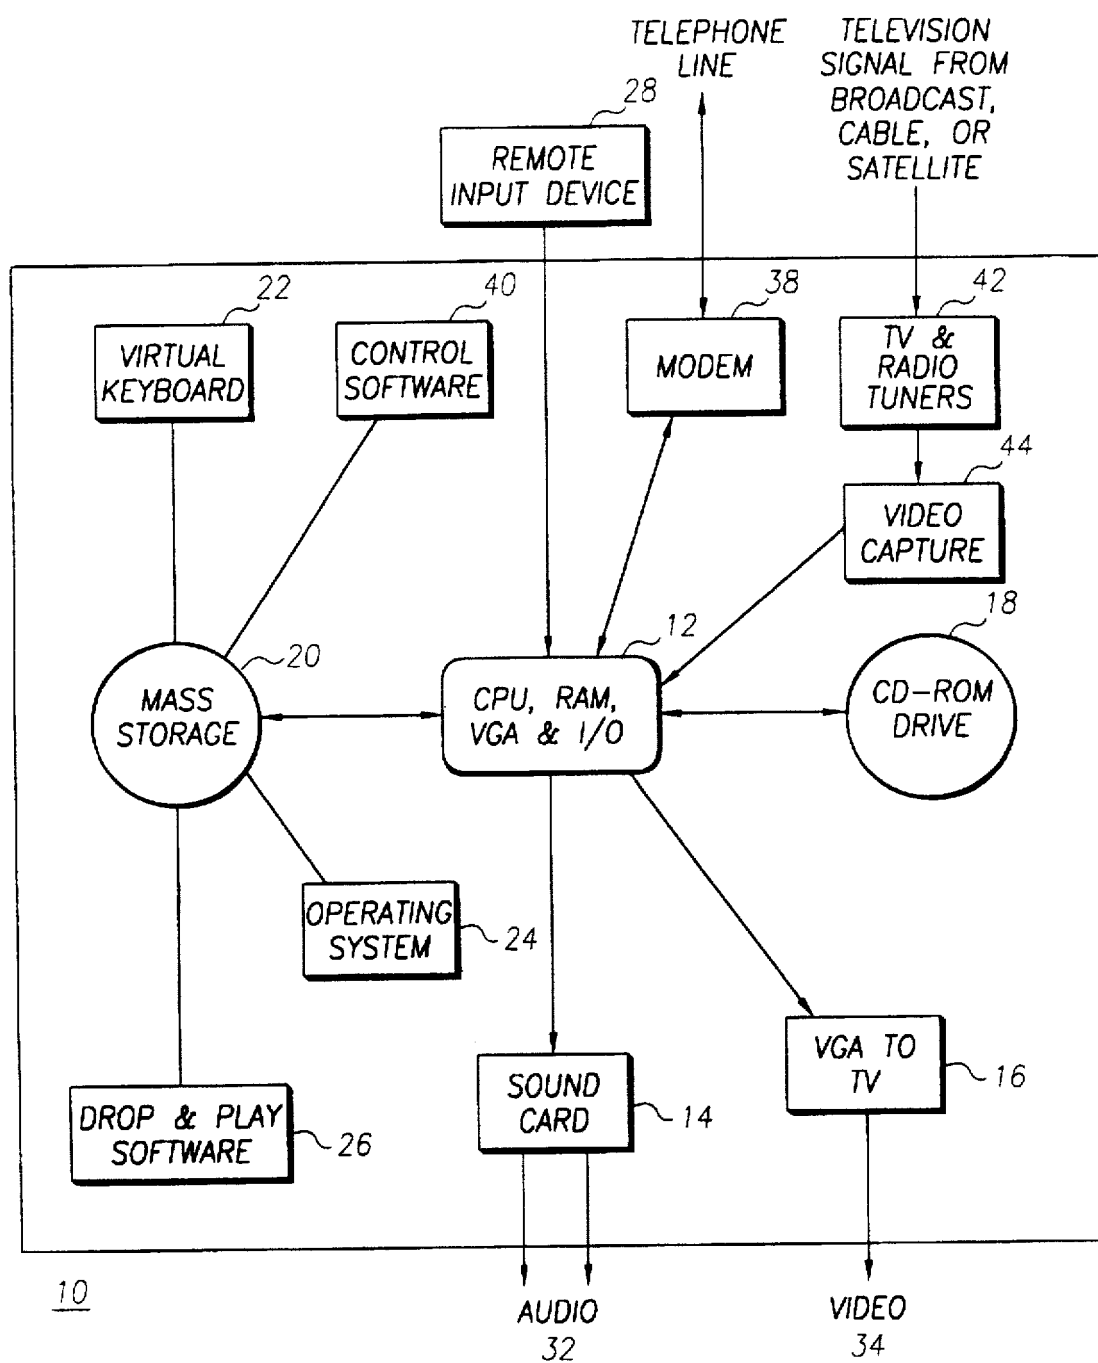 TELEPHONE
LINE
TELEVISION
SIGNAL FROM
BROADCAST,
CABLE, OR
SATELLITE
28
REMOTE
INPUT DEVICE
22
VIRTUAL
KEYBOARD
40
CONTROL
SOFTWARE
38
MODEM
42
TV &
RADIO
TUNERS
44
VIDEO
CAPTURE
20
MASS
STORAGE
12
CPU, RAM,
VGA & I/O
18
CD-ROM
DRIVE
OPERATING
SYSTEM
24
DROP & PLAY
SOFTWARE
26
SOUND
CARD
14
VGA TO
TV
16
10
AUDIO
32
VIDEO
34